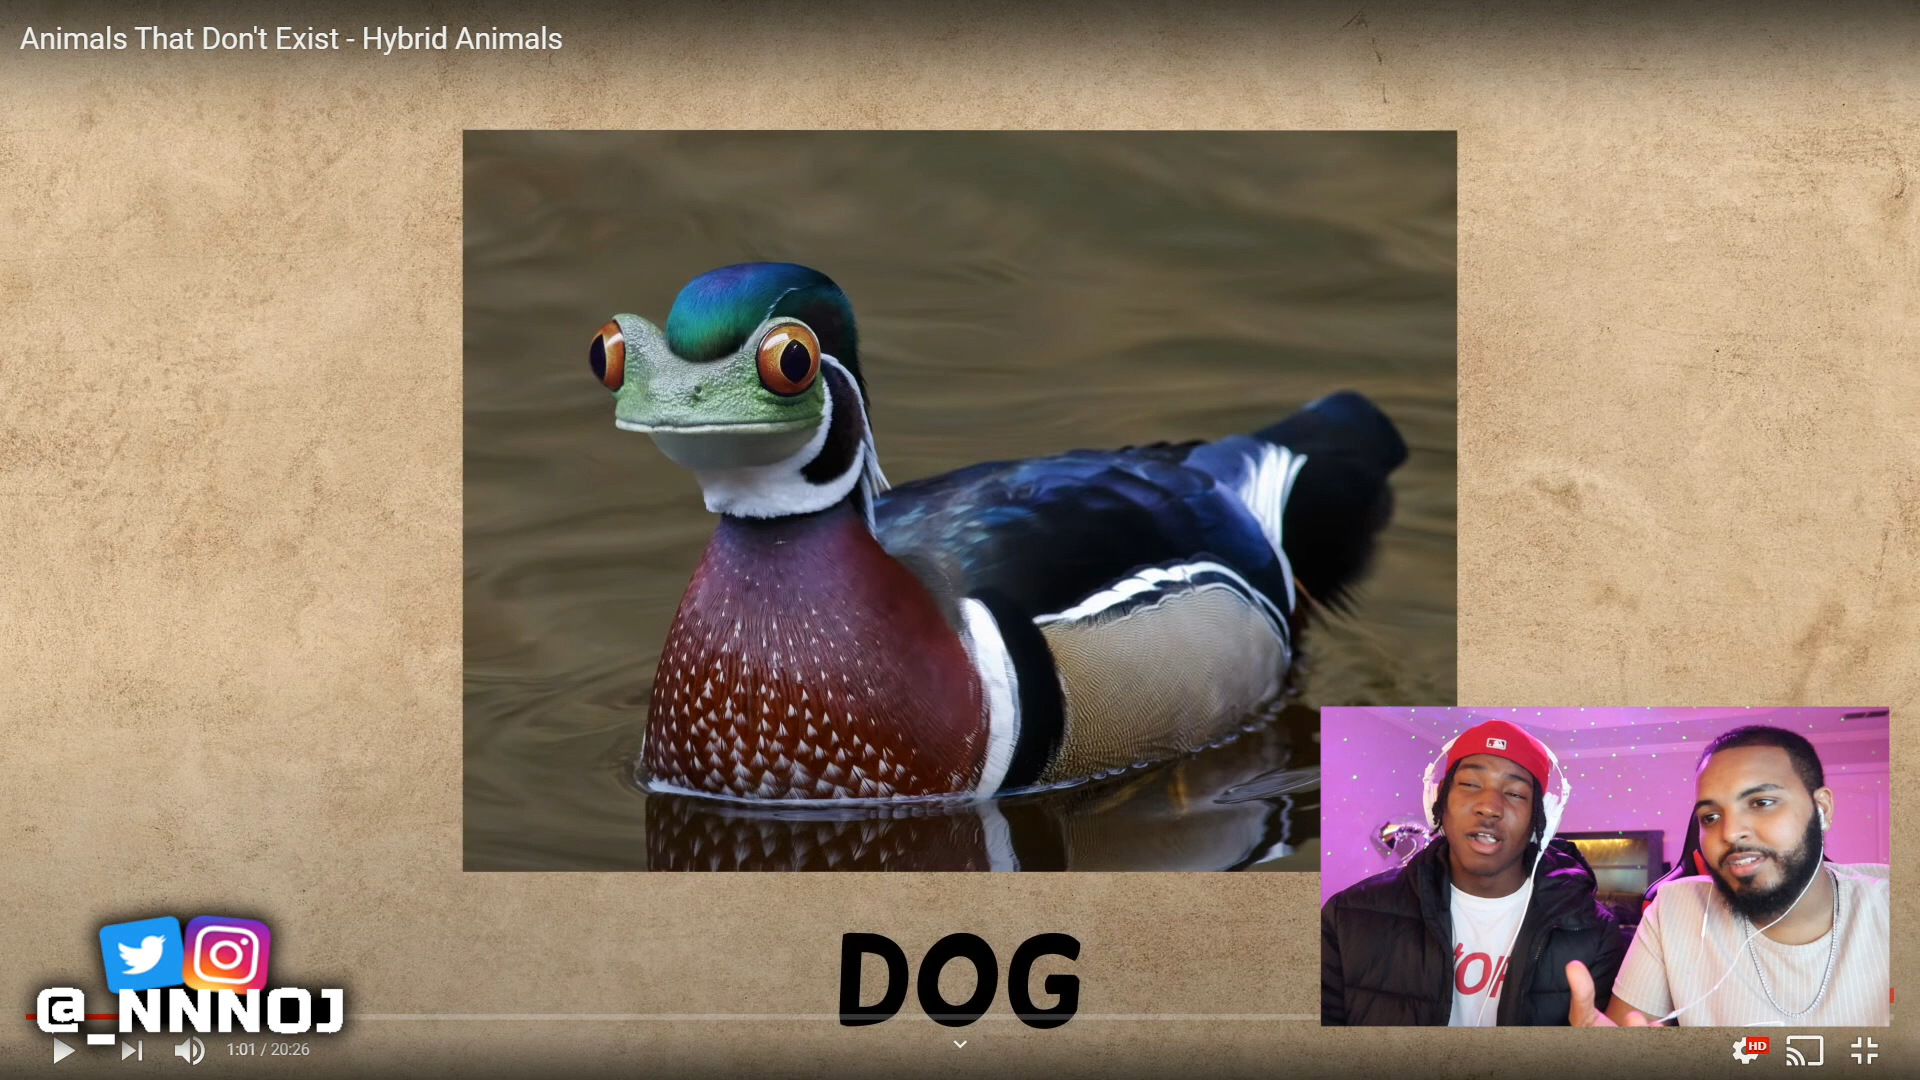 Animals That Don't Exist - Hybrid Animals
DOG
@_NNNOJ
1:01 / 20:26
HD